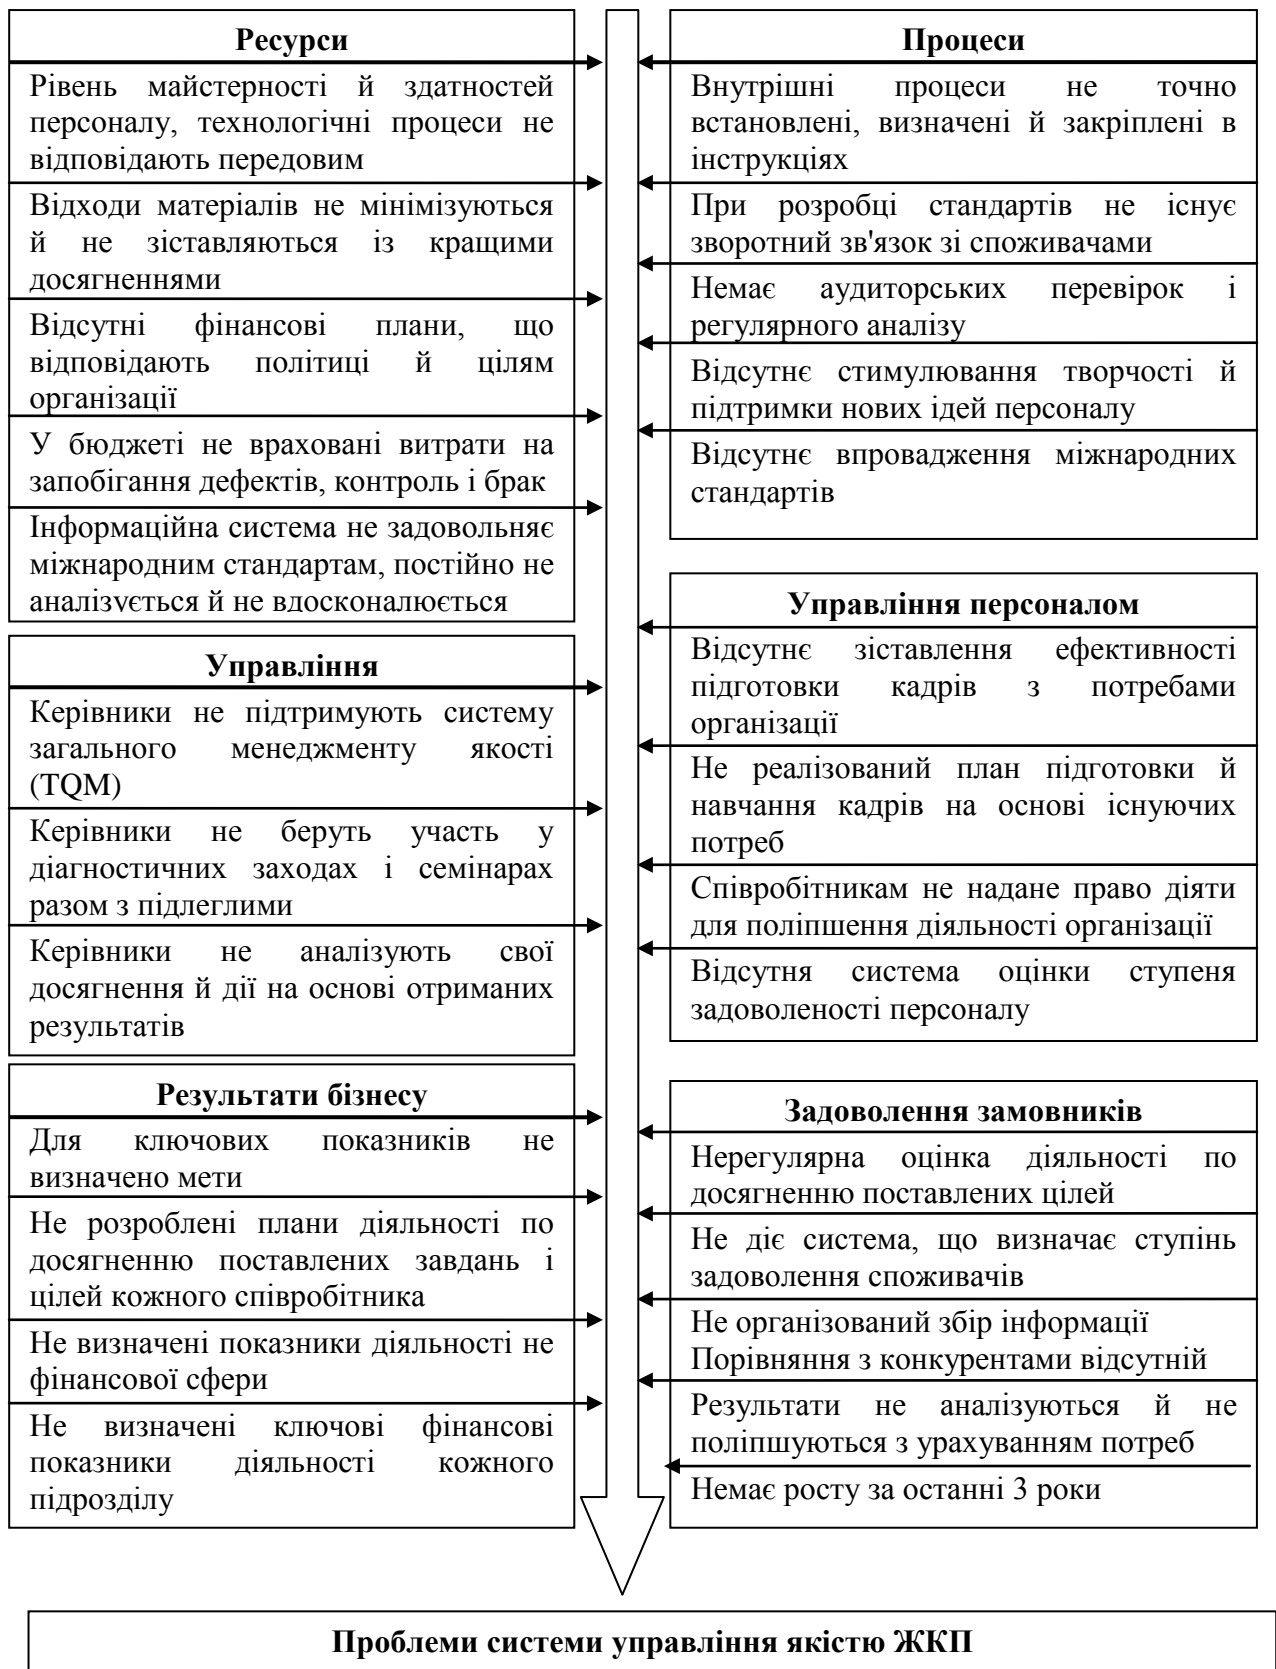 Ресурси
Рівень майстерності й здатностей
персоналу, технологічні процеси не
відповідають передовим
Відходи матеріалів не мінімізуються
й не зіставляються із кращими
досягненнями
Відсутні фінансові плани, що
відповідають політиці й цілям
організації
У бюджеті не враховані витрати на
запобігання дефектів, контроль і брак
Інформаційна система не задовольняє
міжнародним стандартам, постійно не
аналізується й не вдосконалюється
Управління
Керівники не підтримують систему
загального менеджменту якості
(TQM)
Керівники не беруть участь у
діагностичних заходах і семінарах
разом з підлеглими
Керівники не аналізують свої
досягнення й дії на основі отриманих
результатів
Результати бізнесу
Для ключових показників не
визначено мети
Не розроблені плани діяльності по
досягненню поставлених завдань і
цілей кожного співробітника
Не визначені показники діяльності не
фінансової сфери
Не визначені ключові фінансові
показники діяльності кожного
підрозділу
Процеси
Внутрішні процеси не точно
встановлені, визначені й закріплені в
інструкціях
При розробці стандартів не існує
зворотний зв'язок зі споживачами
Немає аудиторських перевірок і
регулярного аналізу
Відсутнє стимулювання творчості й
підтримки нових ідей персоналу
Відсутнє впровадження міжнародних
стандартів
Управління персоналом
Відсутнє зіставлення ефективності
підготовки кадрів з потребами
організації
Не реалізований план підготовки й
навчання кадрів на основі існуючих
потреб
Співробітникам не надане право діяти
для поліпшення діяльності організації
Відсутня система оцінки ступеня
задоволеності персоналу
Задоволення замовників
Нерегулярна оцінка діяльності по
досягненню поставлених цілей
Не діє система, що визначає ступінь
задоволення споживачів
Не організований збір інформації
Порівняння з конкурентами відсутній
Результати не аналізуються й не
поліпшуються з урахуванням потреб
Немає росту за останні 3 роки
Проблеми системи управління якістю ЖКП